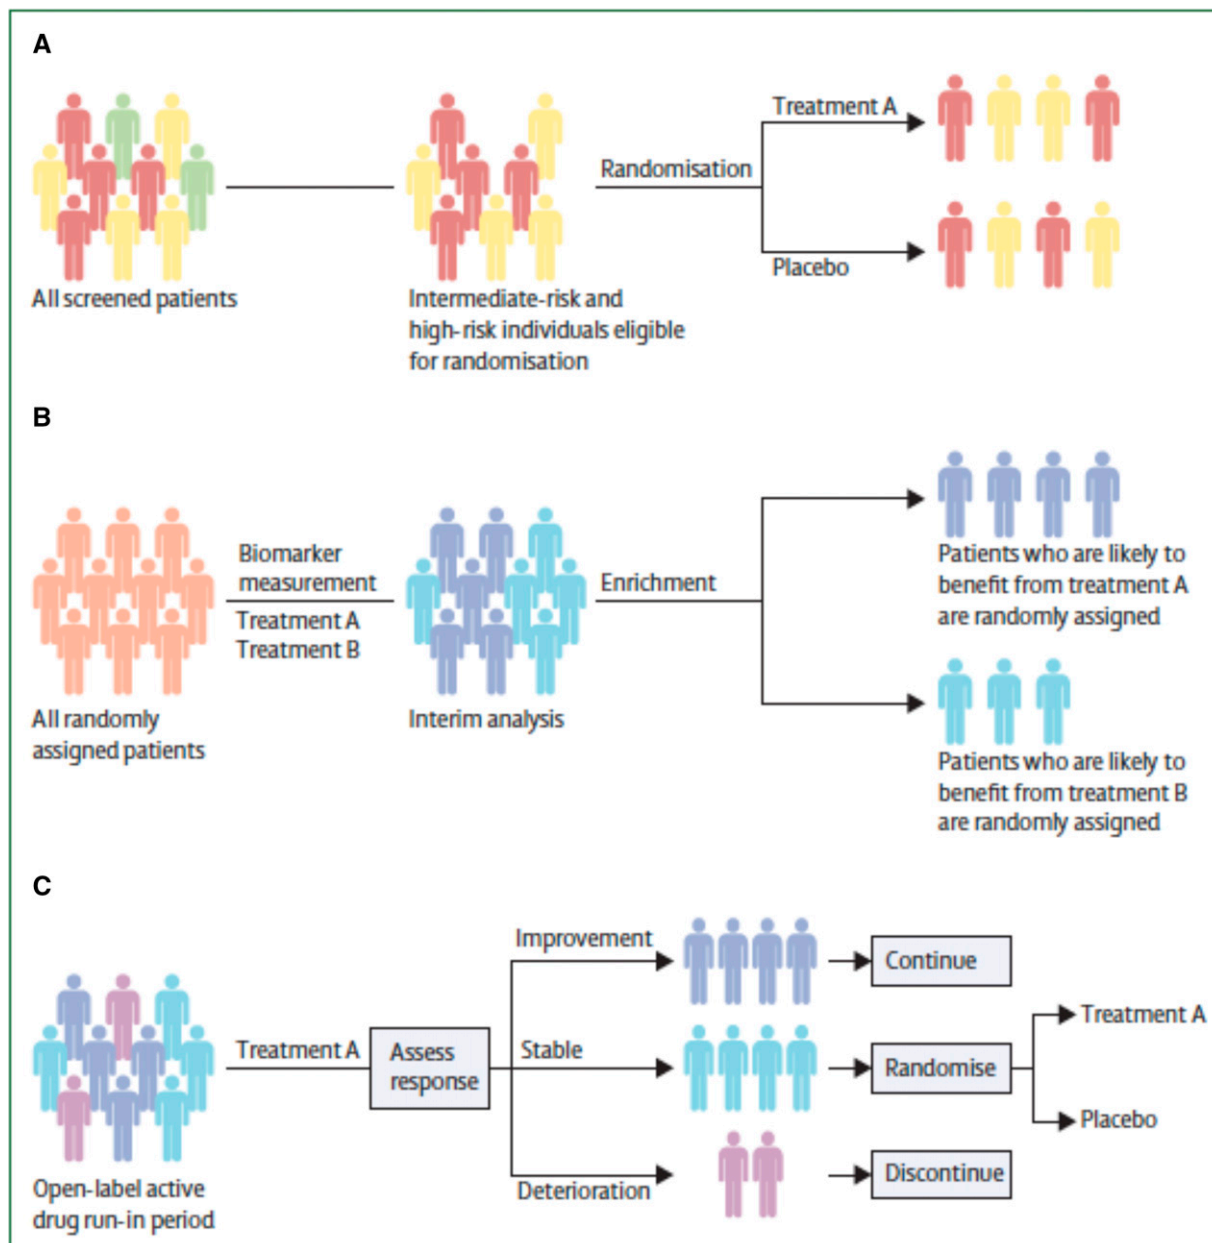 A
All screened patients
Intermediate-risk and
high-risk individuals eligible
for randomisation
Randomisation
Treatment A
Placebo
B
All randomly
assigned patients
Biomarker
measurement
Treatment A
Treatment B
Interim analysis
Enrichment
Patients who are likely to
benefit from treatment A
are randomly assigned
Patients who are likely to
benefit from treatment B
are randomly assigned
C
Open-label active
drug run-in period
Treatment A
Assess
response
Improvement
Continue
Stable
Randomise
Treatment A
Placebo
Deterioration
Discontinue